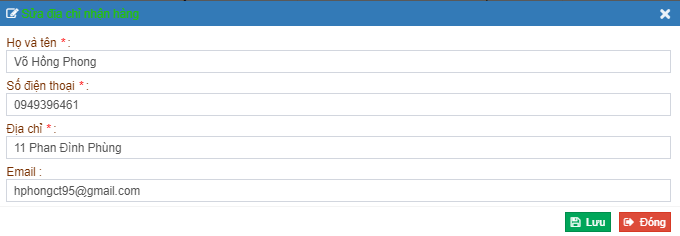 Sửa địa chỉ nhận hàng
Họ và tên * :
Võ Hồng Phong
Số điện thoại * :
0949396461
Địa chỉ * :
11 Phan Đình Phùng
Email :
hphongct95@gmail.com
Lưu Đóng